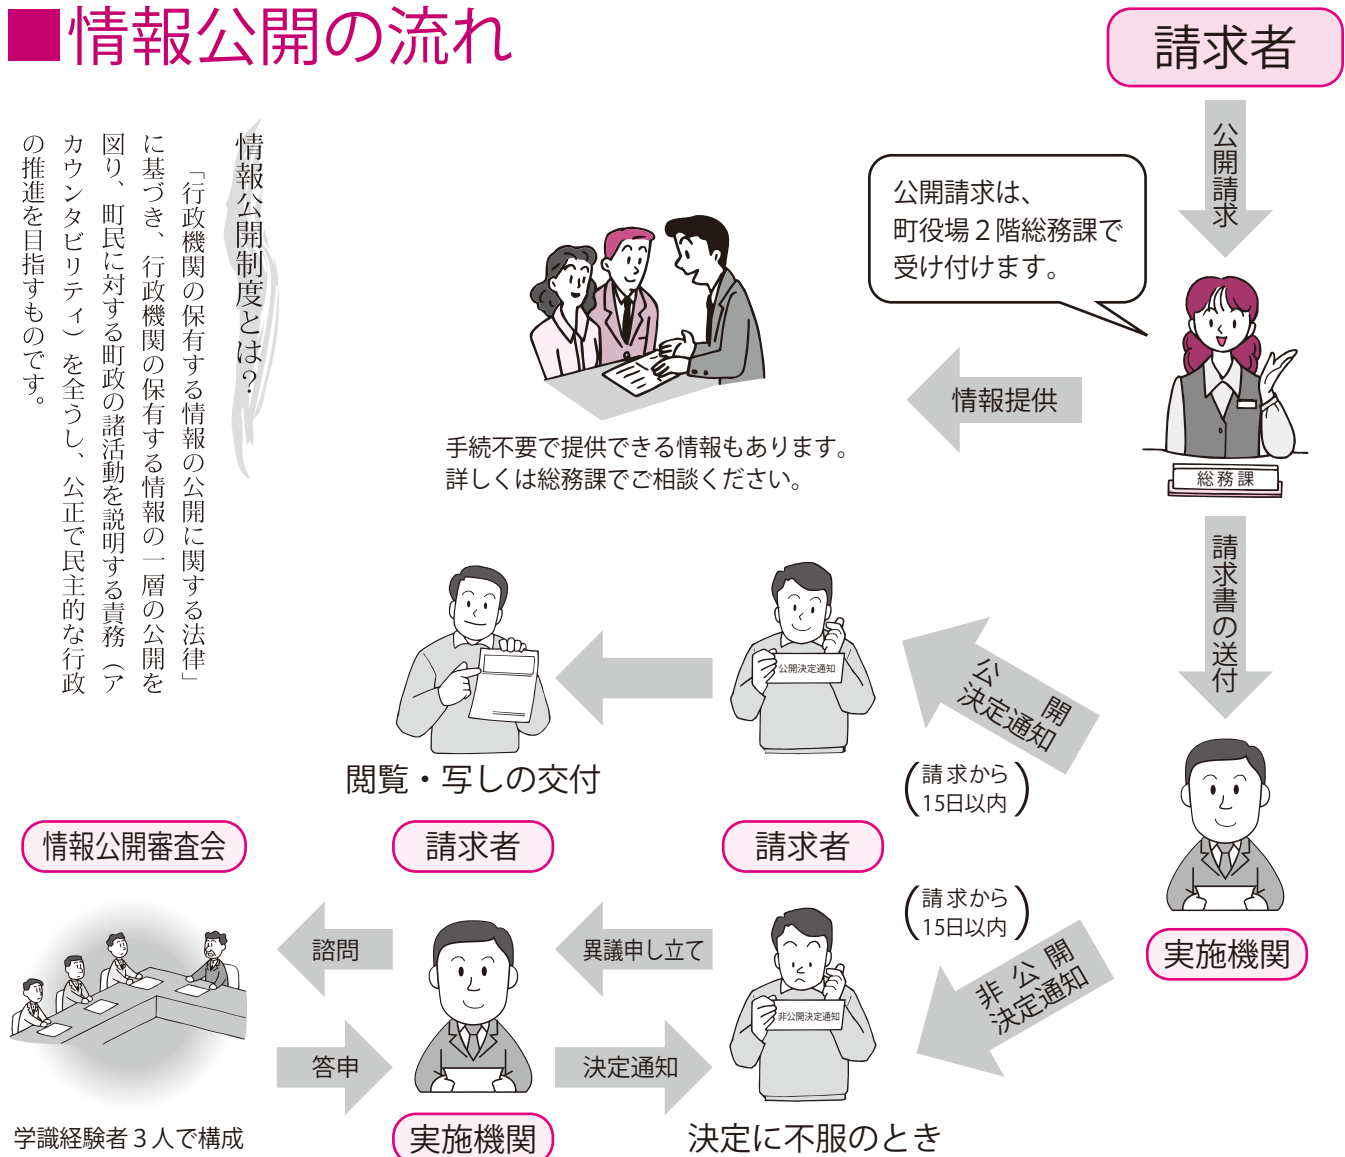 ■情報公開の流れ
請求者
公開請求
公開請求は、
町役場２階総務課で
受け付けます。
総務課
情報提供
手続不要で提供できる情報もあります。
詳しくは総務課でご相談ください。
情報公開制度とは？
「行政機関の保有する情報の公開に関する法律」
に基づき、行政機関の保有する情報の一層の公開を
図り、町民に対する町政の諸活動を説明する責務（ア
カウンタビリティ）を全うし、公正で民主的な行政
の推進を目指すものです。
請求書の送付
実施機関
公開
決定通知
（請求から
15日以内）
公開決定通知
請求者
閲覧・写しの交付
請求者
非公開
決定通知
（請求から
15日以内）
非公開決定通知
決定に不服のとき
異議申し立て
決定通知
実施機関
諮問
答申
情報公開審査会
学識経験者３人で構成